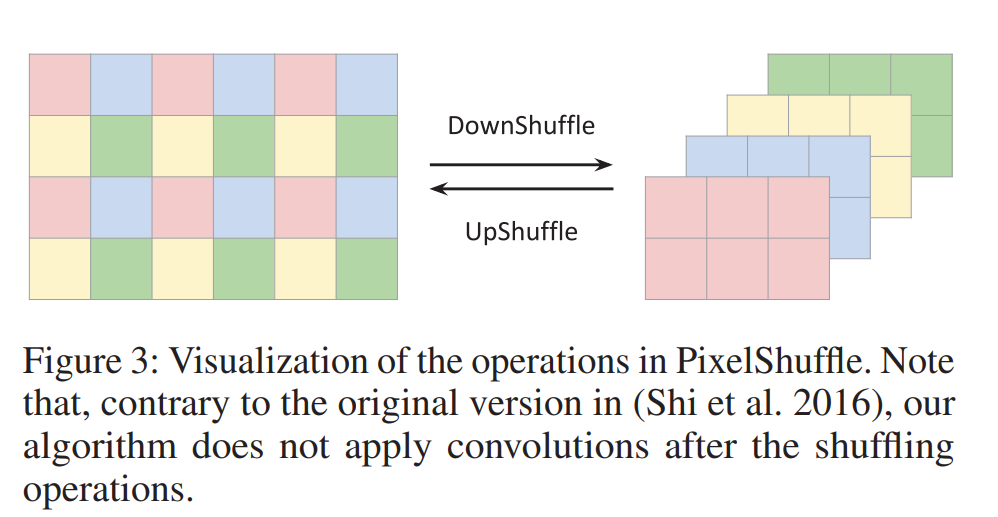 DownShuffle
UpShuffle
Figure 3: Visualization of the operations in PixelShuffle. Note
that, contrary to the original version in (Shi et al. 2016), our
algorithm does not apply convolutions after the shuffling
operations.